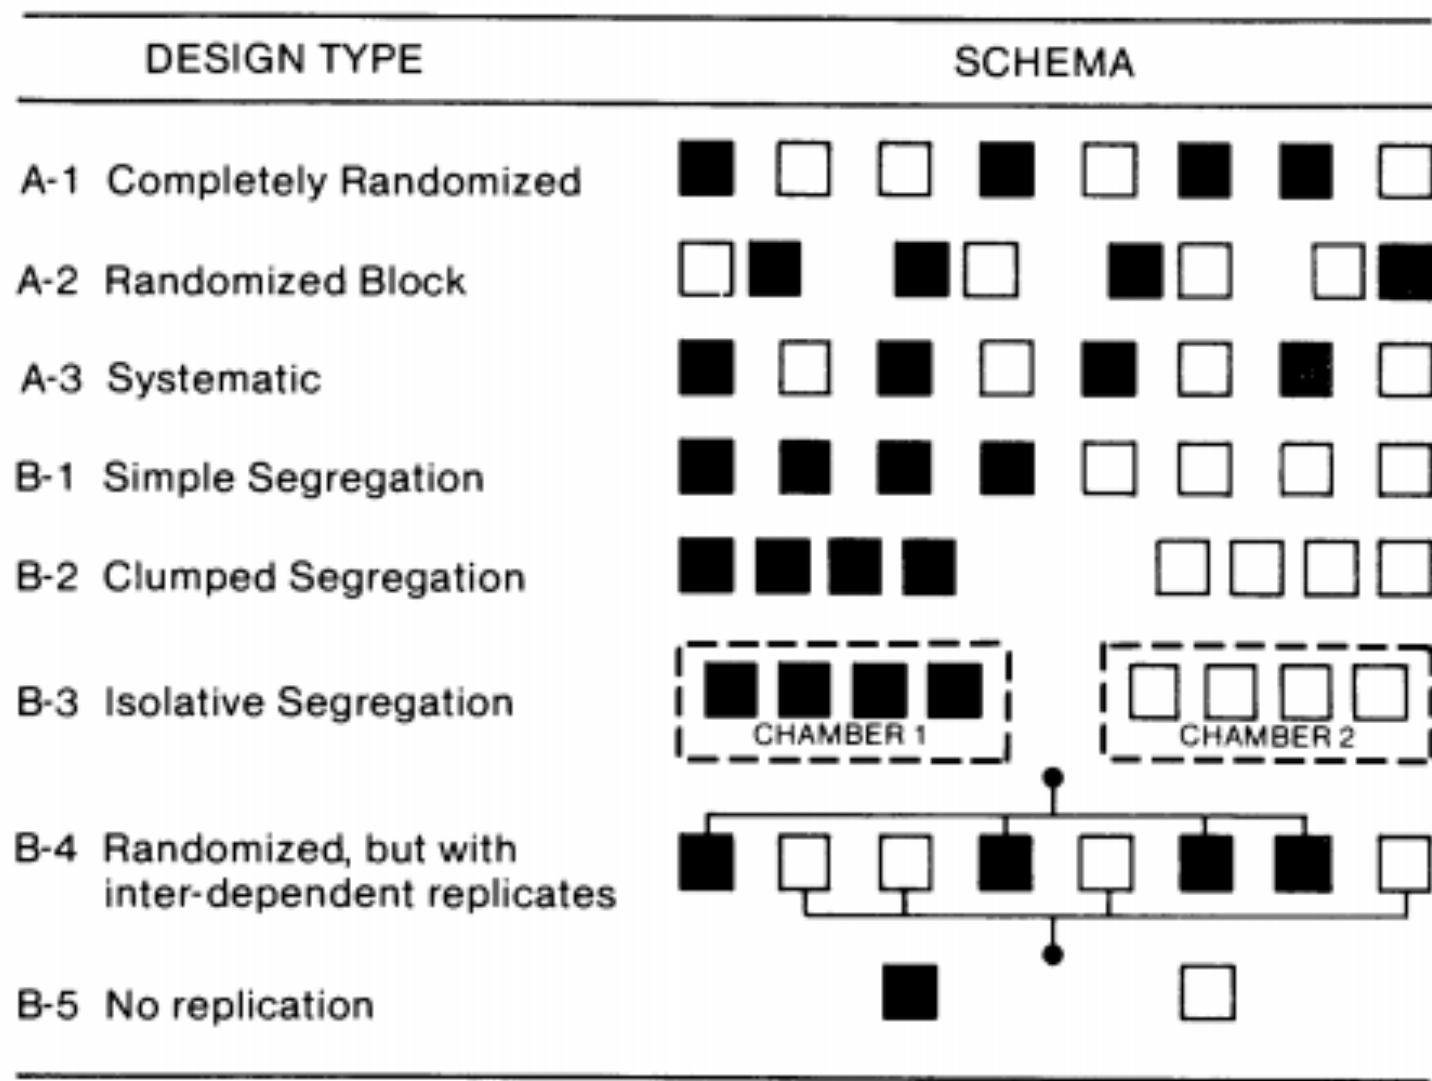 DESIGN TYPE SCHEMA
A-1 Completely Randomized
A-2 Randomized Block
A-3 Systematic
B-1 Simple Segregation
B-2 Clumped Segregation
B-3 Isolative Segregation
CHAMBER 1 CHAMBER 2
B-4 Randomized, but with
inter-dependent replicates
B-5 No replication